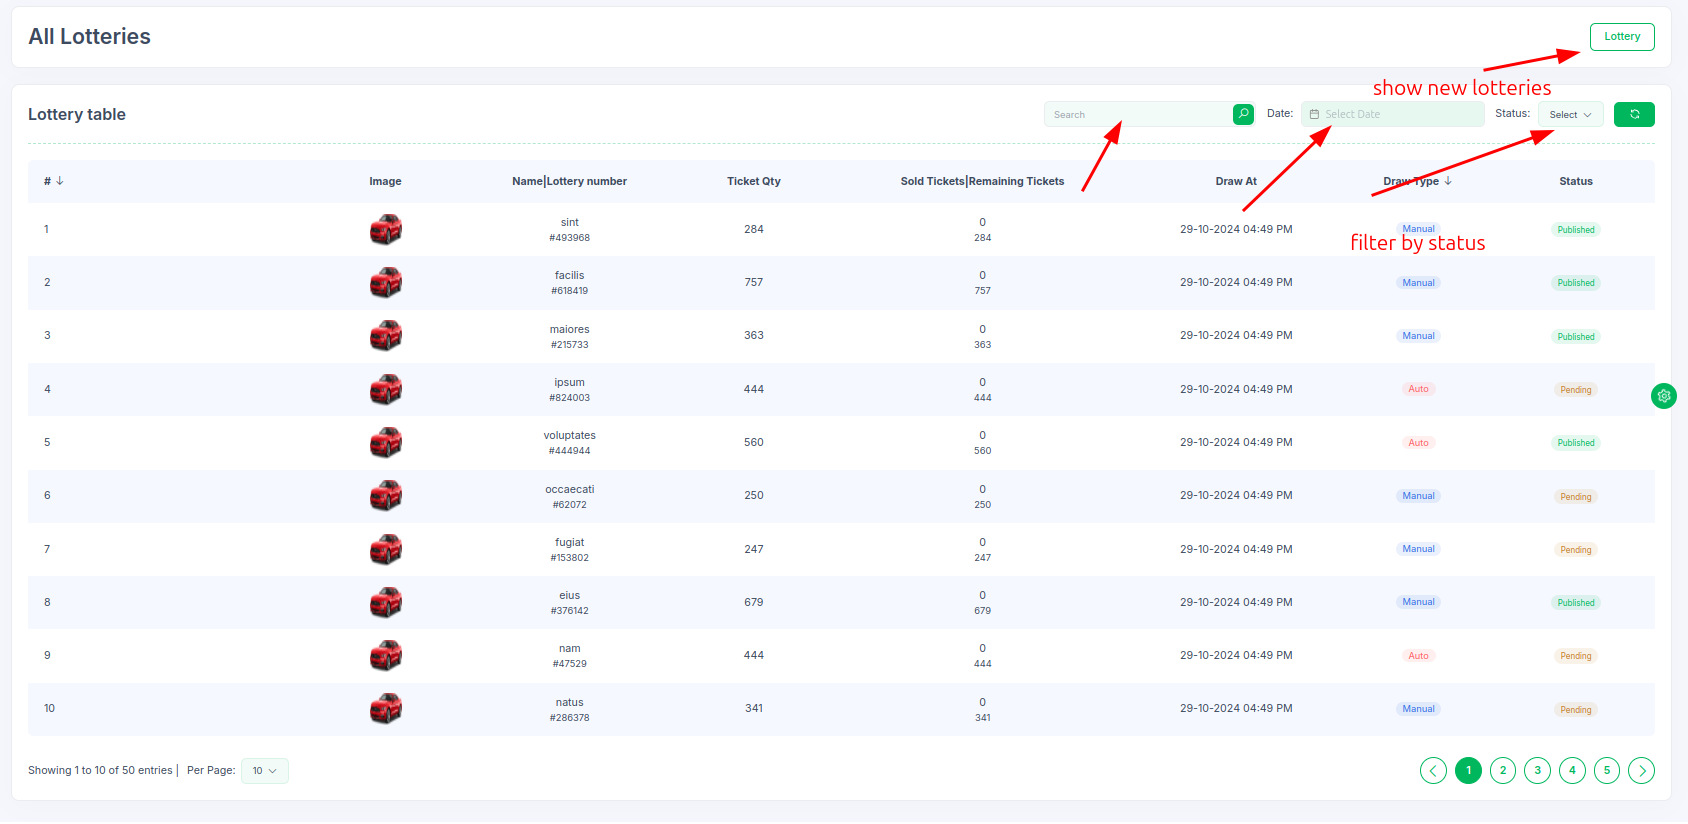 All Lotteries
Lottery
show new lotteries
Lottery table
Search Date: Select Date Status: Select
# Image Name|Lottery number Ticket Qty Sold Tickets|Remaining Tickets Draw At Draw Type Status
1 sint #493968 284 0 284 29-10-2024 04:49 PM Manual Published
filter by status
2 facilis #618419 757 0 757 29-10-2024 04:49 PM Manual Published
3 maiores #215733 363 0 363 29-10-2024 04:49 PM Manual Published
4 ipsum #824003 444 0 444 29-10-2024 04:49 PM Auto Pending
5 voluptates #444944 560 0 560 29-10-2024 04:49 PM Auto Published
6 occaecati #62072 250 0 250 29-10-2024 04:49 PM Manual Pending
7 fugiat #153802 247 0 247 29-10-2024 04:49 PM Manual Pending
8 eius #376142 679 0 679 29-10-2024 04:49 PM Manual Published
9 nam #47529 444 0 444 29-10-2024 04:49 PM Auto Pending
10 natus #286378 341 0 341 29-10-2024 04:49 PM Manual Pending
Showing 1 to 10 of 50 entries | Per Page: 10 1 2 3 4 5